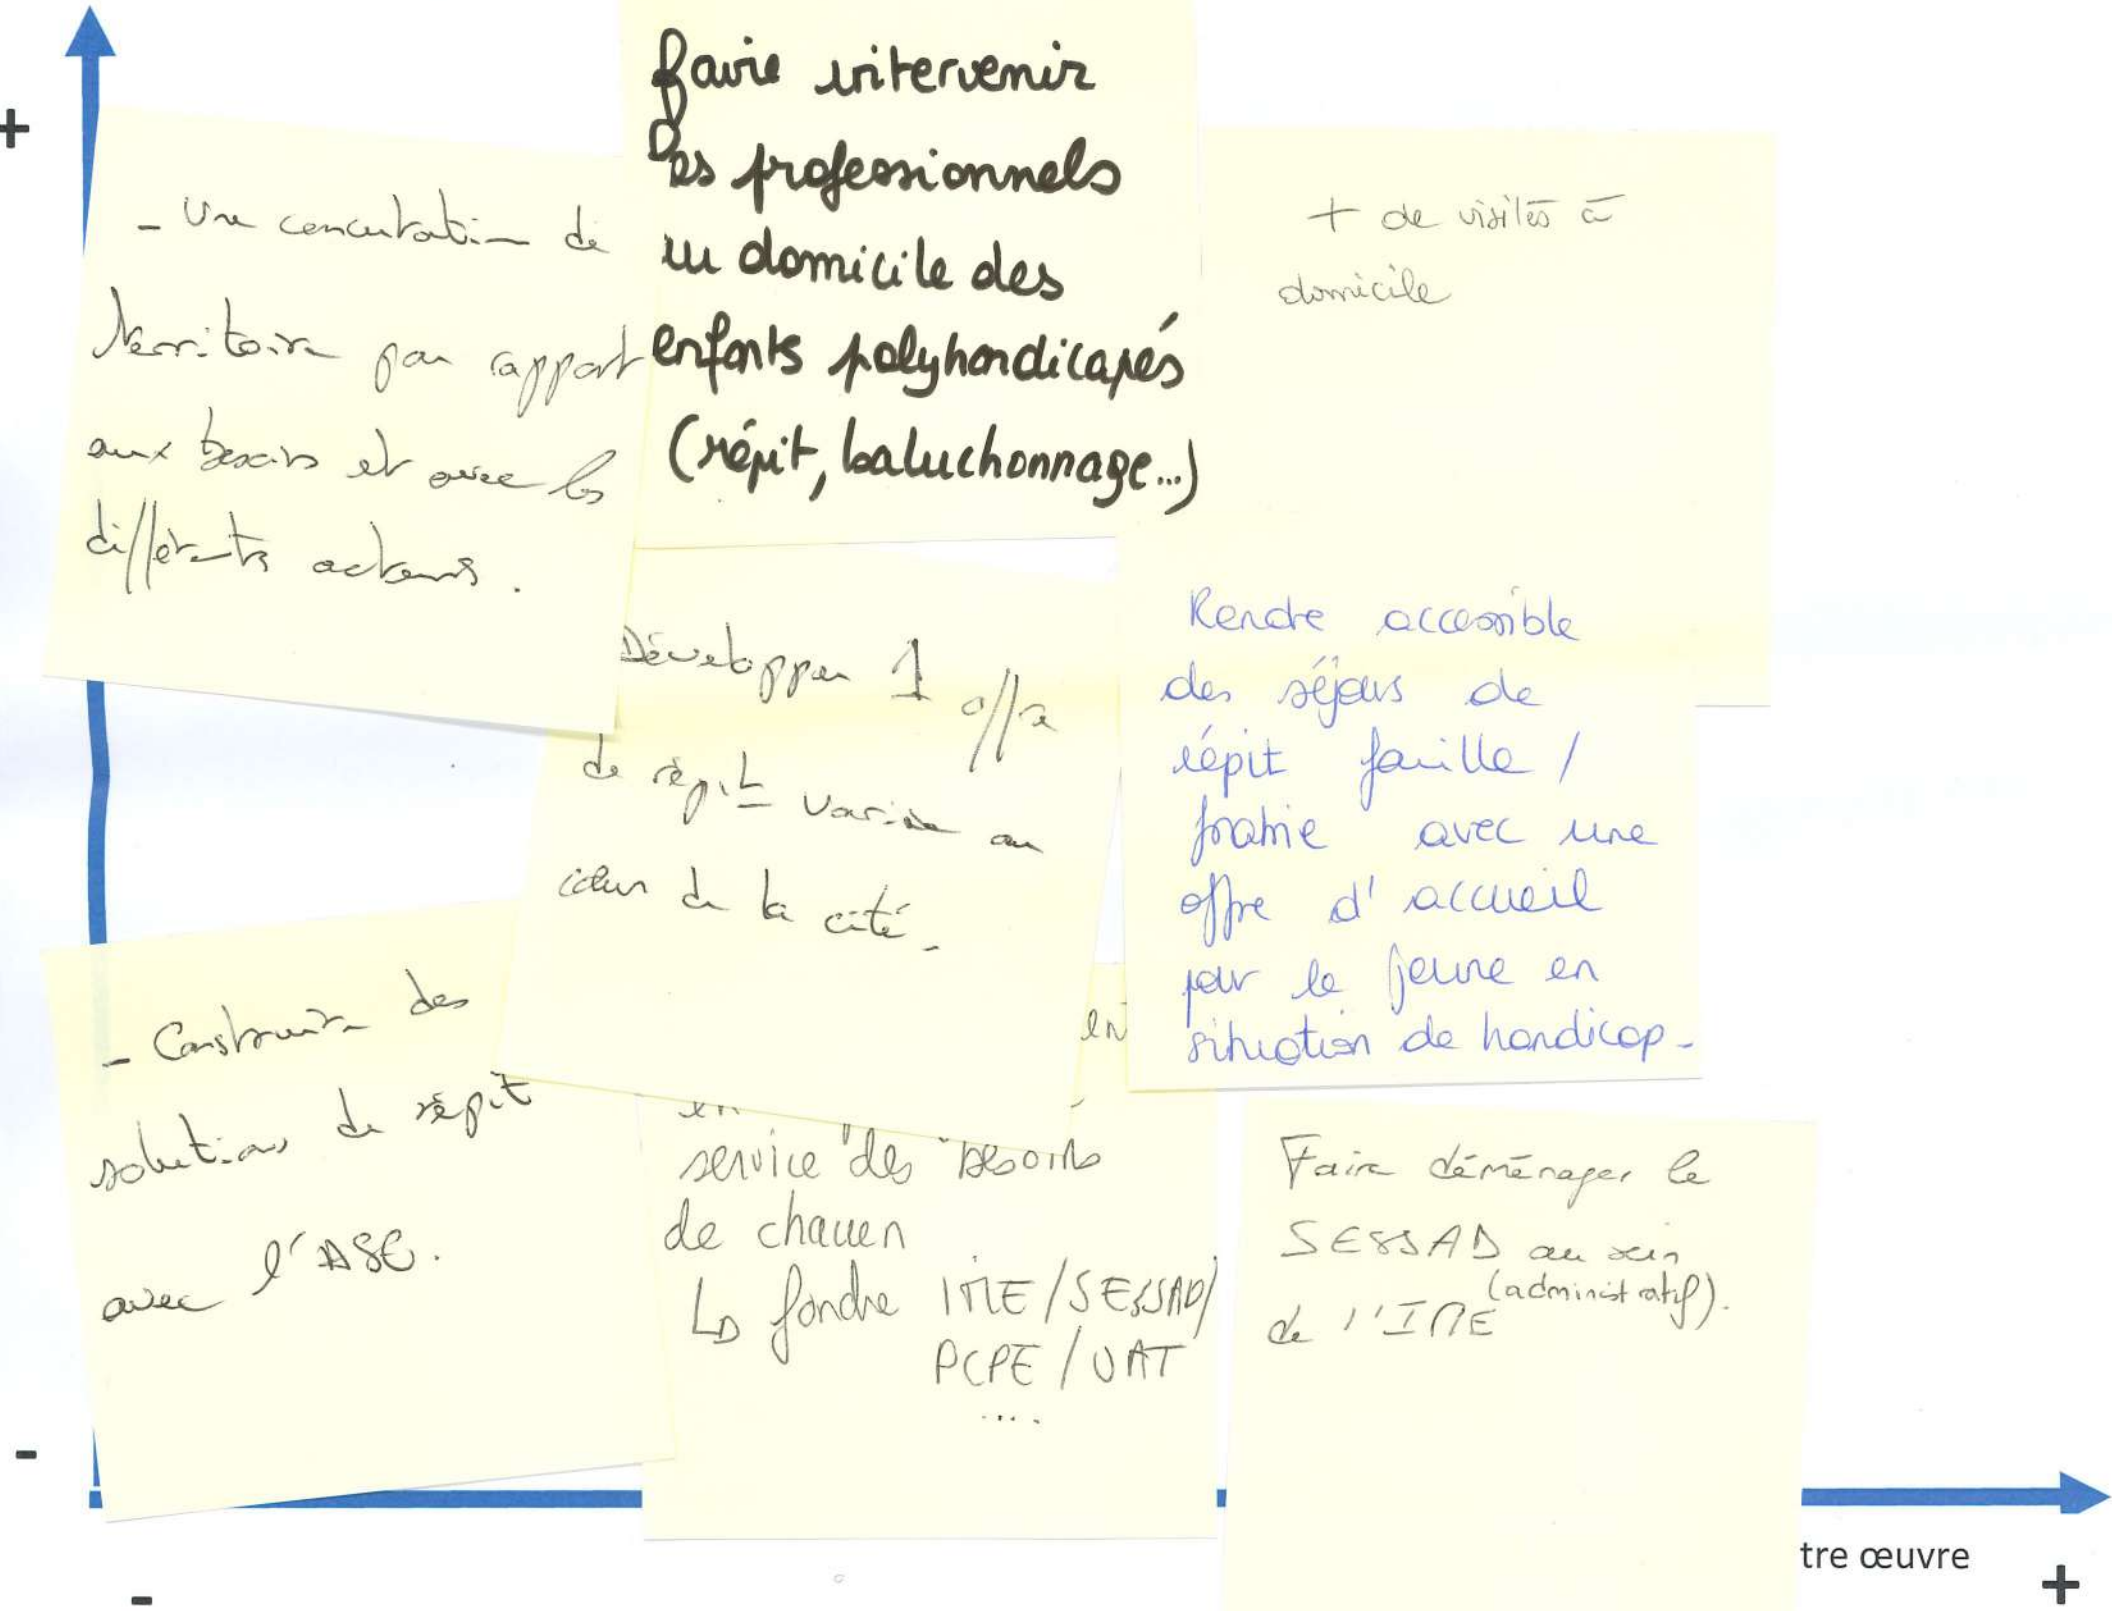 +
- Une concertation de
territoire par rapport
aux besoins et avec les
différents acteurs.
faire intervenir
Des professionnels
au domicile des
enfants polyhandicapés
(répit, baluchonnage...)
+ de visites à
domicile
Développer 1 offre
de répit variée au
cœur de la cité.
Rendre accessible
des séjours de
répit famille /
fratrie avec une
offre d'accueil
pour le jeune en
situation de handicap.
- Construire des
solutions de répit
avec l'ASE.
en
service des besoins
de chacun
↳ fondre IME/SESSAD/
PCPE / UAT
....
Faire déménager le
SESSAD au sein
de l'IME (administratif).
-
tre œuvre
-
+